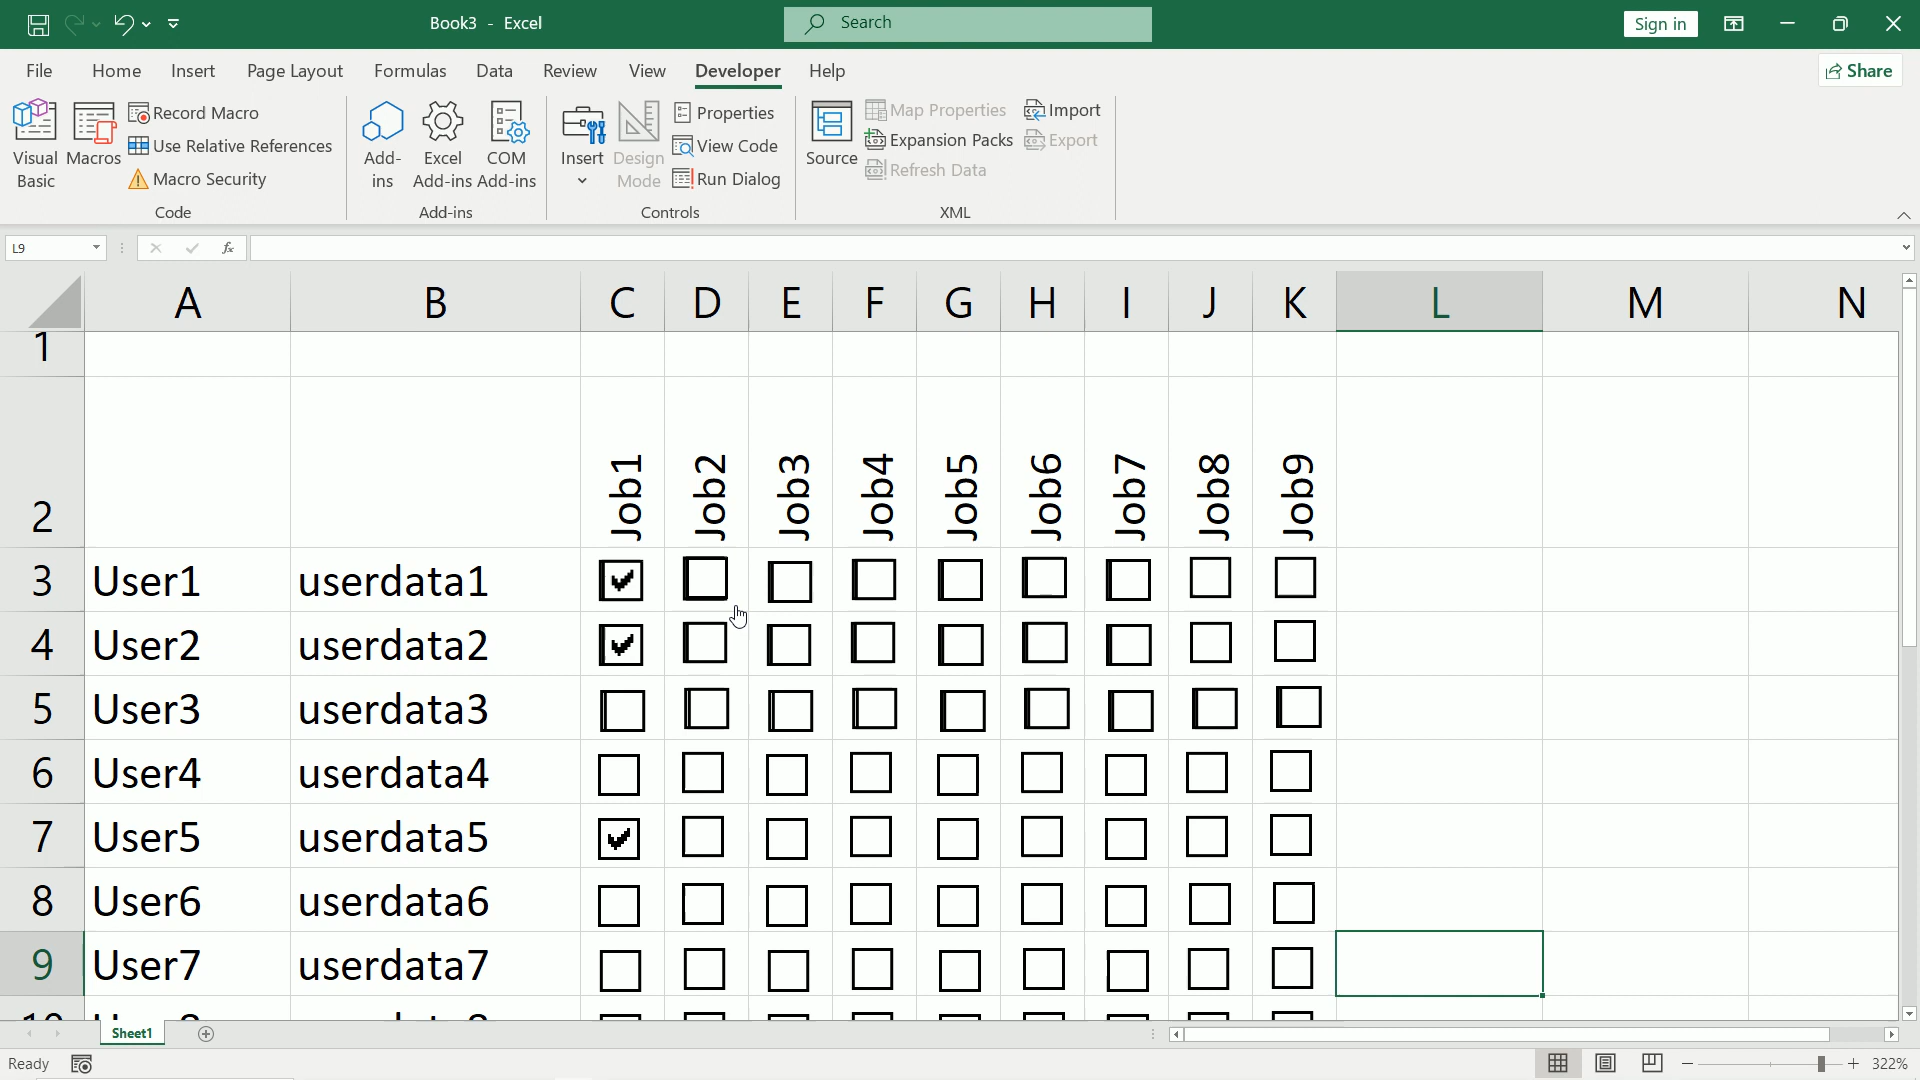 Book3 - Excel
Search
Sign in
File Home Insert Page Layout Formulas Data Review View Developer Help
Share
Visual Basic
Macros
Record Macro
Use Relative References
Macro Security
Code
Add-ins
Excel Add-ins
COM Add-ins
Add-ins
Insert
Design Mode
Properties
View Code
Run Dialog
Controls
Source
Map Properties
Expansion Packs
Refresh Data
Import
Export
XML
L9
fx
A B C D E F G H I J K L M N
1
2 Job1 Job2 Job3 Job4 Job5 Job6 Job7 Job8 Job9
3 User1 userdata1
4 User2 userdata2
5 User3 userdata3
6 User4 userdata4
7 User5 userdata5
8 User6 userdata6
9 User7 userdata7
Sheet1
Ready
322%